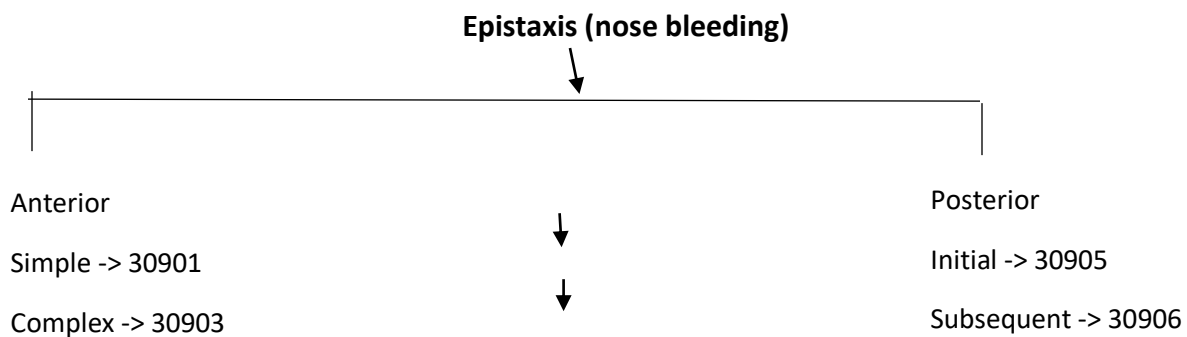 Epistaxis (nose bleeding)
Anterior
Simple -> 30901
Complex -> 30903
Posterior
Initial -> 30905
Subsequent -> 30906